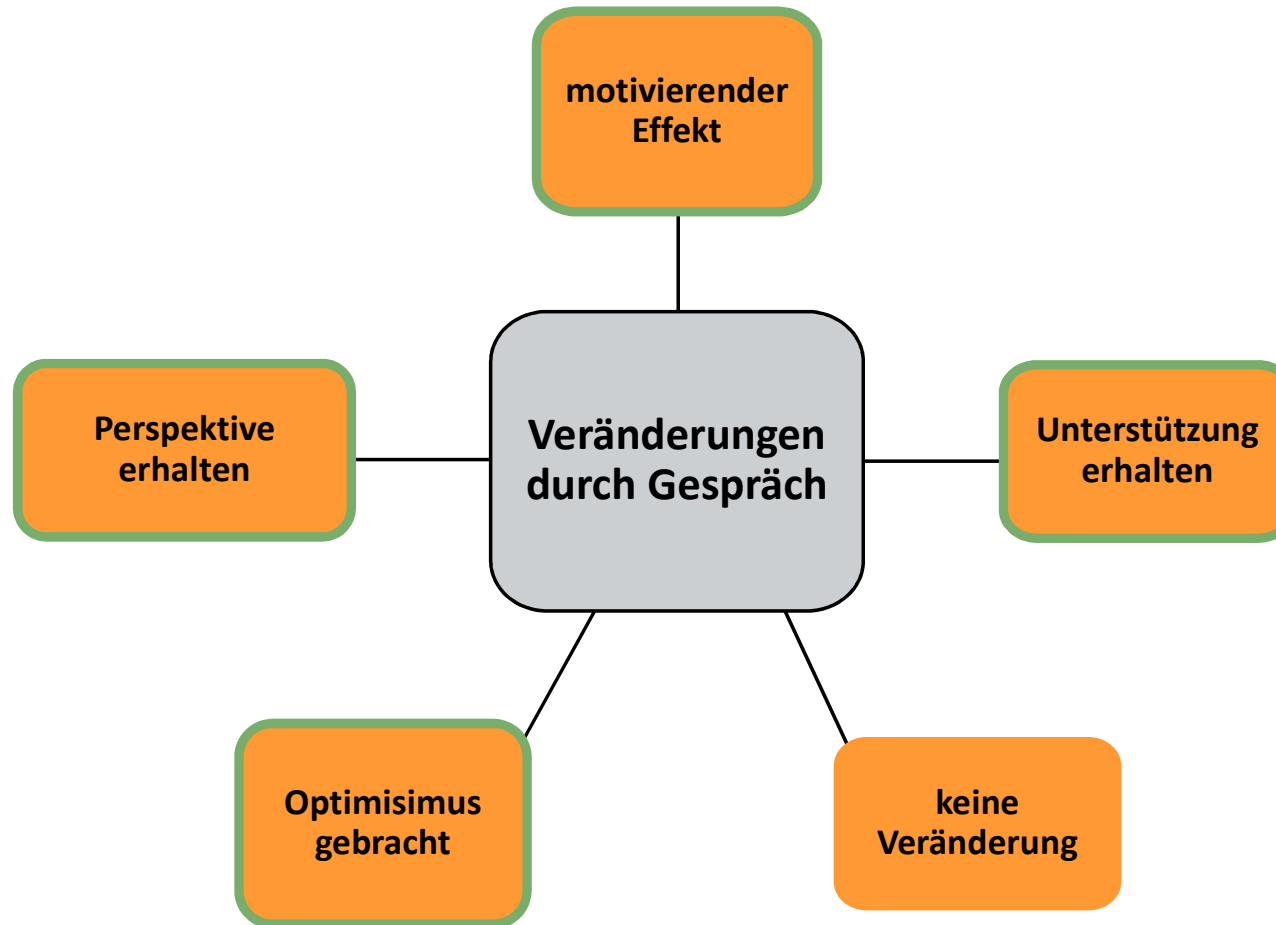 motivierender
Effekt
Perspektive
erhalten
Veränderungen
durch Gespräch
Unterstützung
erhalten
Optimisimus
gebracht
keine
Veränderung